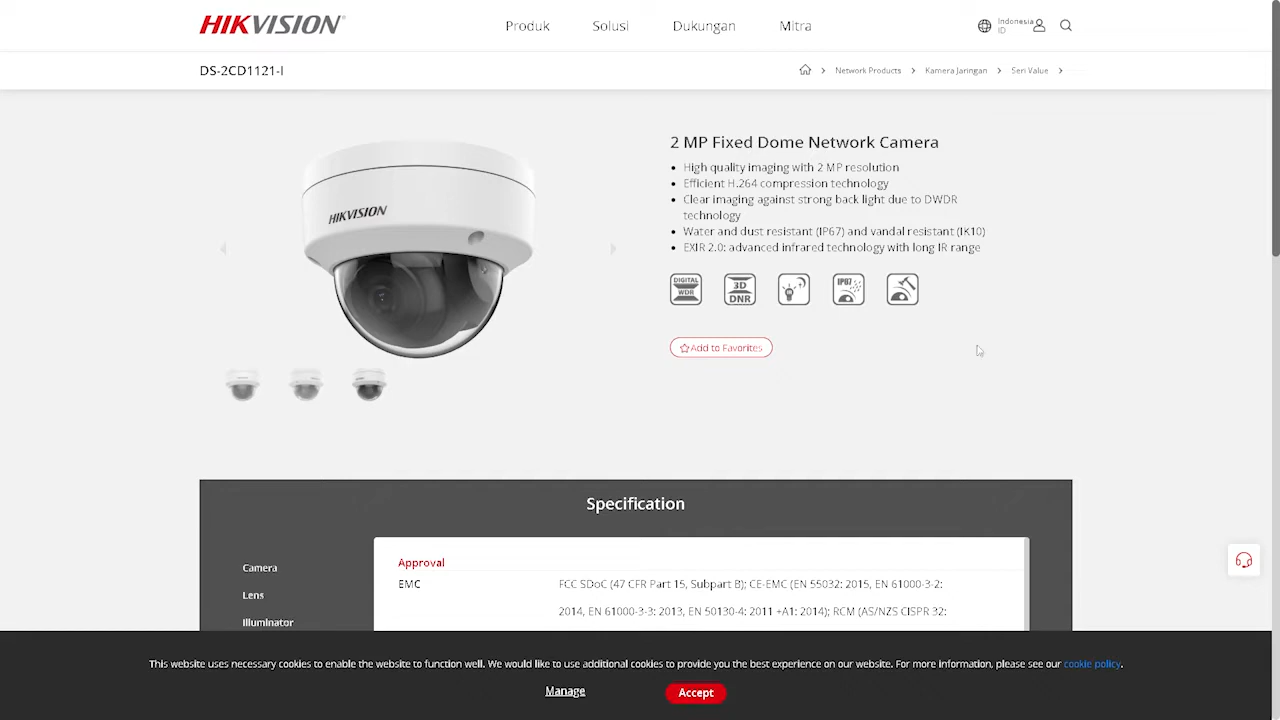 HIKVISION
Produk
Solusi
Dukungan
Mitra
Indonesia
ID
DS-2CD1121-I
Network Products
Kamera Jaringan
Seri Value
HIKVISION
2 MP Fixed Dome Network Camera
High quality imaging with 2 MP resolution
Efficient H.264 compression technology
Clear imaging against strong back light due to DWDR
technology
Water and dust resistant (IP67) and vandal resistant (IK10)
EXIR 2.0: advanced infrared technology with long IR range
DIGITAL
WDR
3D
DNR
IP67
Add to Favorites
Specification
Camera
Lens
Illuminator
Approval
EMC
FCC SDoC (47 CFR Part 15, Subpart B); CE-EMC (EN 55032: 2015, EN 61000-3-2:
2014, EN 61000-3-3: 2013, EN 50130-4: 2011 +A1: 2014); RCM (AS/NZS CISPR 32:
This website uses necessary cookies to enable the website to function well. We would like to use additional cookies to provide you the best experience on our website. For more information, please see our cookie policy.
Manage
Accept